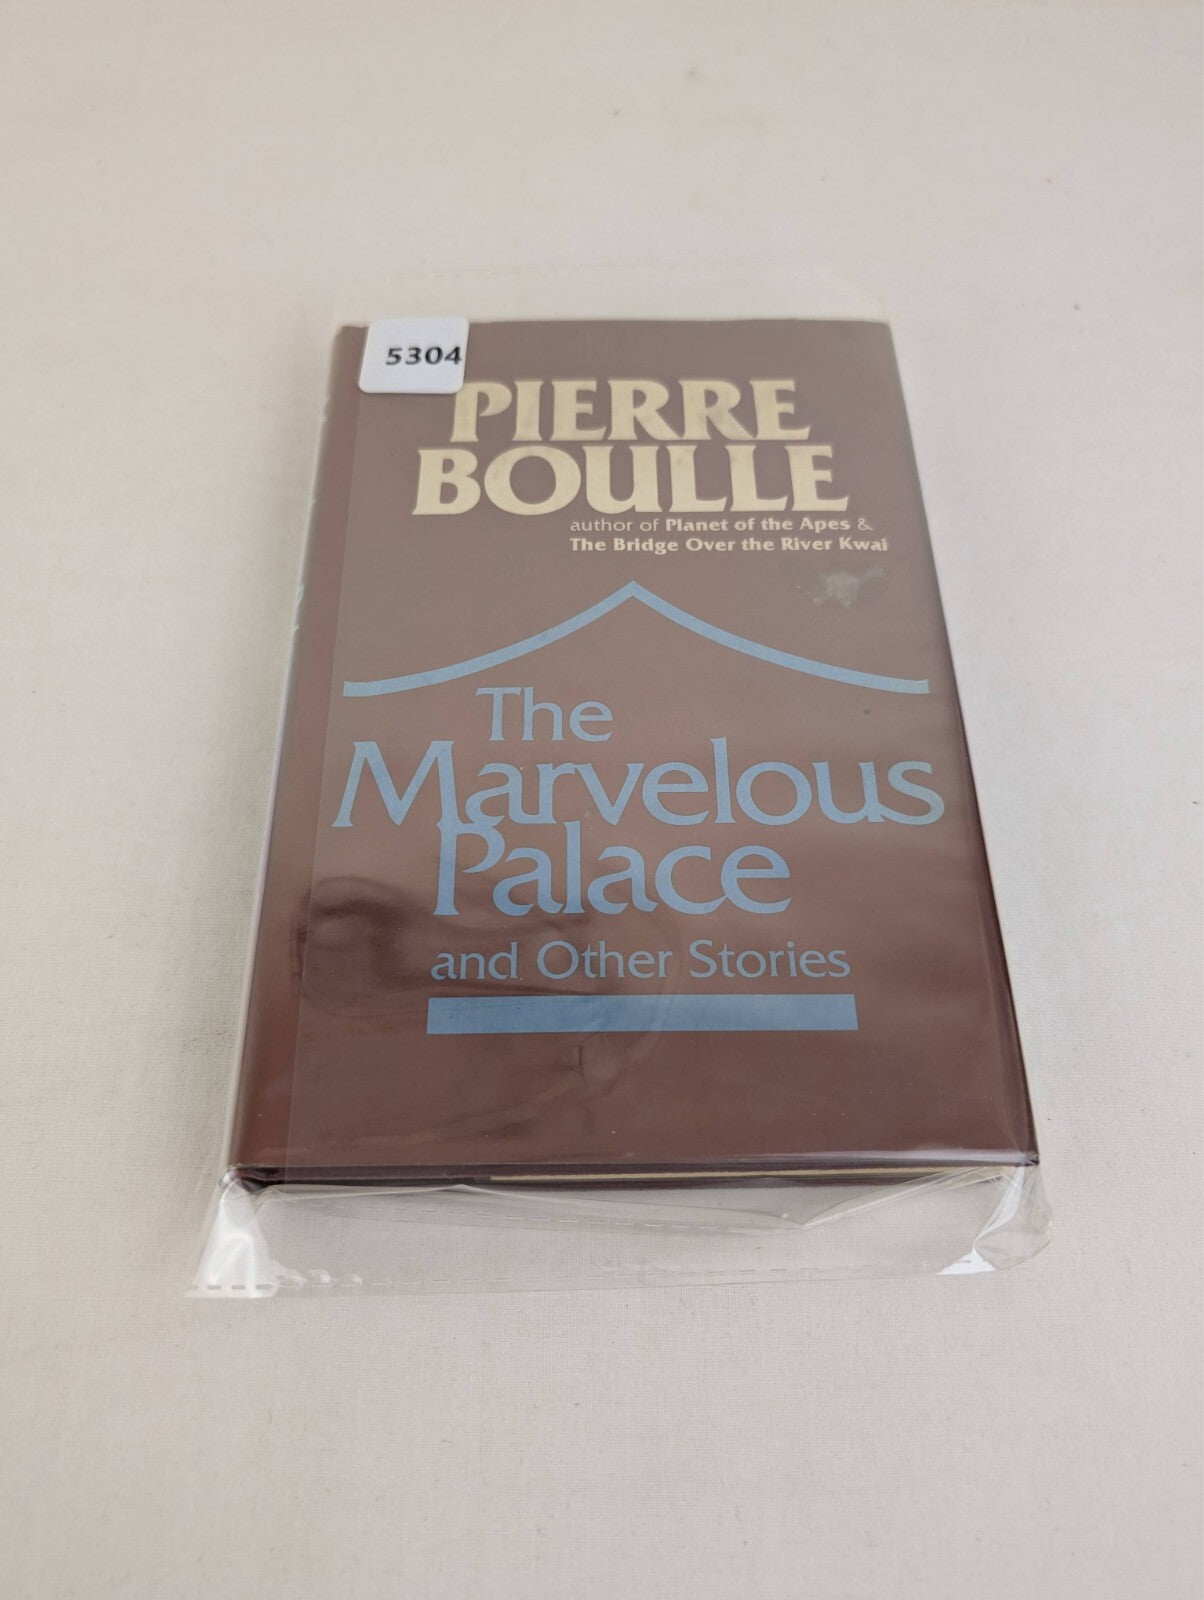 5304
PIERRE
BOULLE
author of Planet of the Apes &
The Bridge Over the River Kwai
The
Marvelous
Palace
and Other Stories